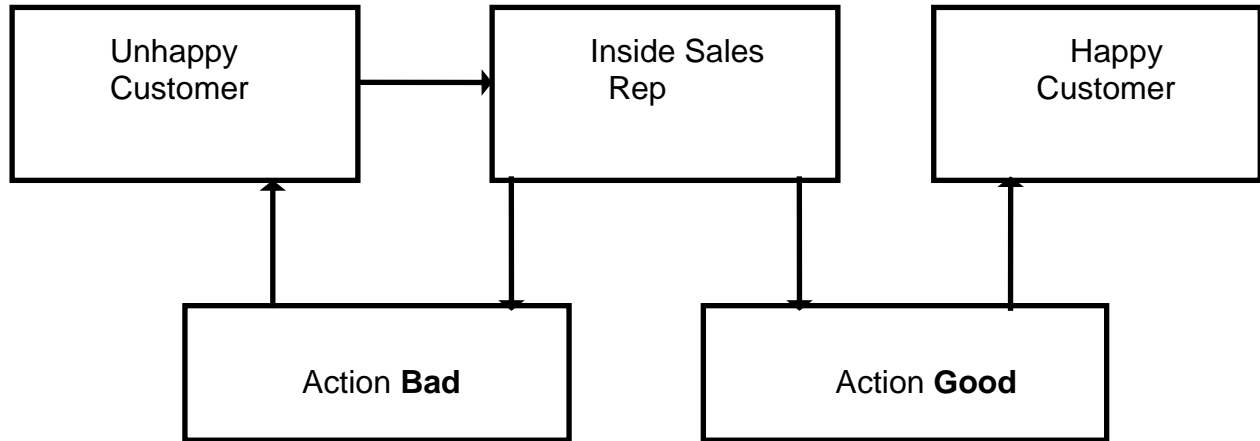 Unhappy
Customer
Inside Sales
Rep
Happy
Customer
Action Bad
Action Good